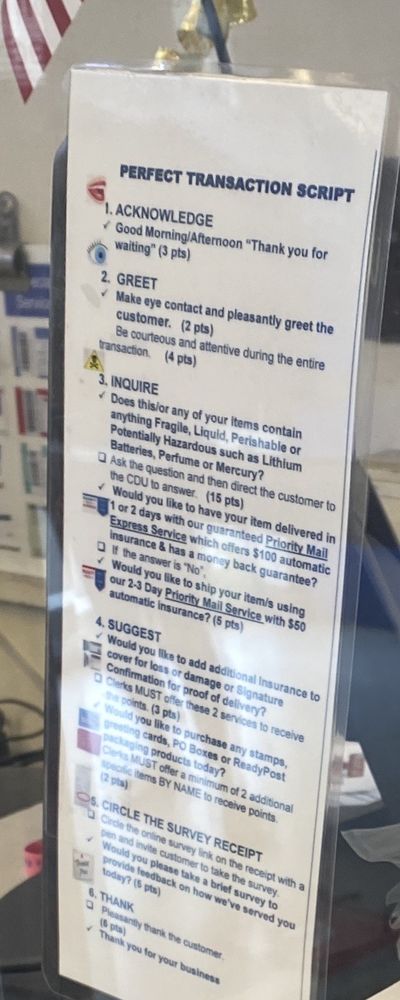 PERFECT TRANSACTION SCRIPT
1. ACKNOWLEDGE
✓ Good Morning/Afternoon "Thank you for
waiting" (3 pts)
2. GREET
✓ Make eye contact and pleasantly greet the
customer. (2 pts)
Be courteous and attentive during the entire
transaction. (4 pts)
3. INQUIRE
✓ Does this/or any of your items contain
anything Fragile, Liquid, Perishable or
Potentially Hazardous such as Lithium
Batteries, Perfume or Mercury?
❑ Ask the question and then direct the customer to
the CDU to answer. (15 pts)
✓ Would you like to have your item delivered in
1 or 2 days with our guaranteed Priority Mail
Express Service which offers $100 automatic
insurance & has a money back guarantee?
❑ If the answer is "No",
✓ Would you like to ship your item/s using
our 2-3 Day Priority Mail Service with $50
automatic insurance? (5 pts)
4. SUGGEST
✓ Would you like to add additional Insurance to
cover for loss or damage or Signature
Confirmation for proof of delivery?
❑ Clerks MUST offer these 2 services to receive
the points. (3 pts)
✓ Would you like to purchase any stamps,
greeting cards, PO Boxes or ReadyPost
packaging products today?
Clerks MUST offer a minimum of 2 additional
specific items BY NAME to receive points.
(2 pts)
5. CIRCLE THE SURVEY RECEIPT
❑ Circle the online survey link on the receipt with a
pen and invite customer to take the survey.
✓ Would you please take a brief survey to
provide feedback on how we've served you
today? (5 pts)
6. THANK
❑ Pleasantly thank the customer.
(6 pts)
✓ Thank you for your business